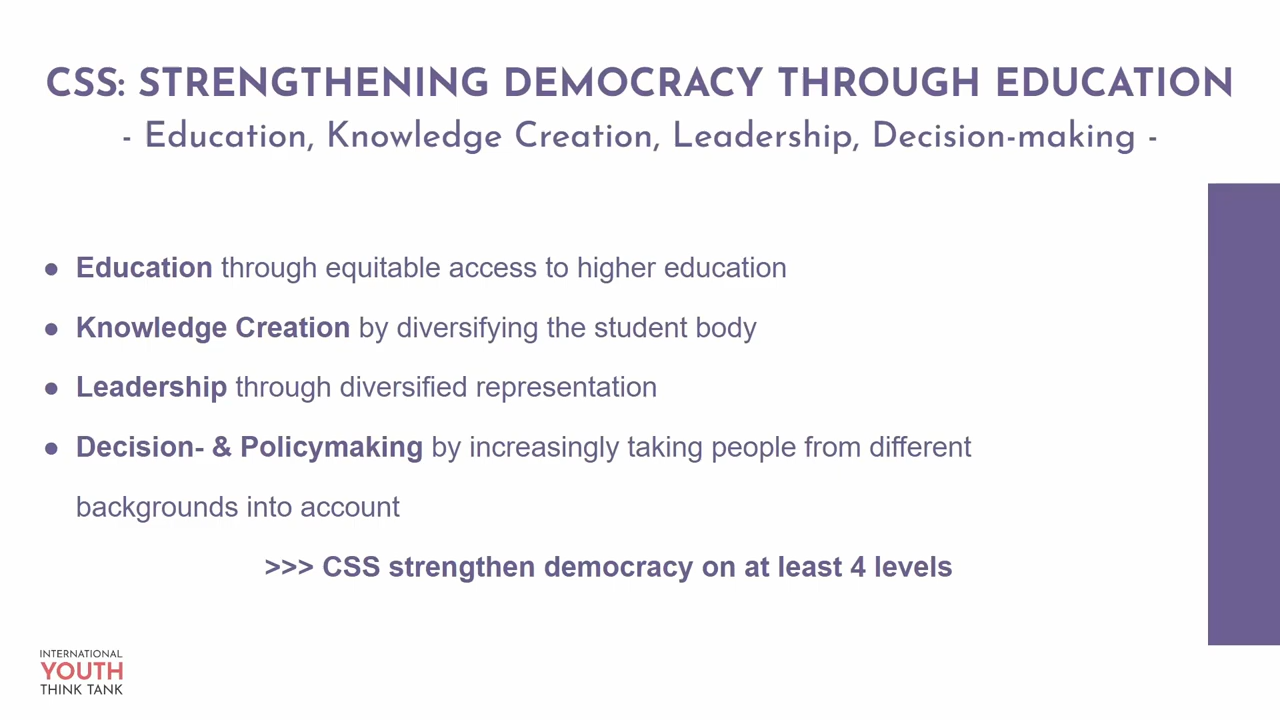 CSS: STRENGTHENING DEMOCRACY THROUGH EDUCATION
- Education, Knowledge Creation, Leadership, Decision-making -
● Education through equitable access to higher education
● Knowledge Creation by diversifying the student body
● Leadership through diversified representation
● Decision- & Policymaking by increasingly taking people from different
backgrounds into account
>>> CSS strengthen democracy on at least 4 levels
INTERNATIONAL
YOUTH
THINK TANK